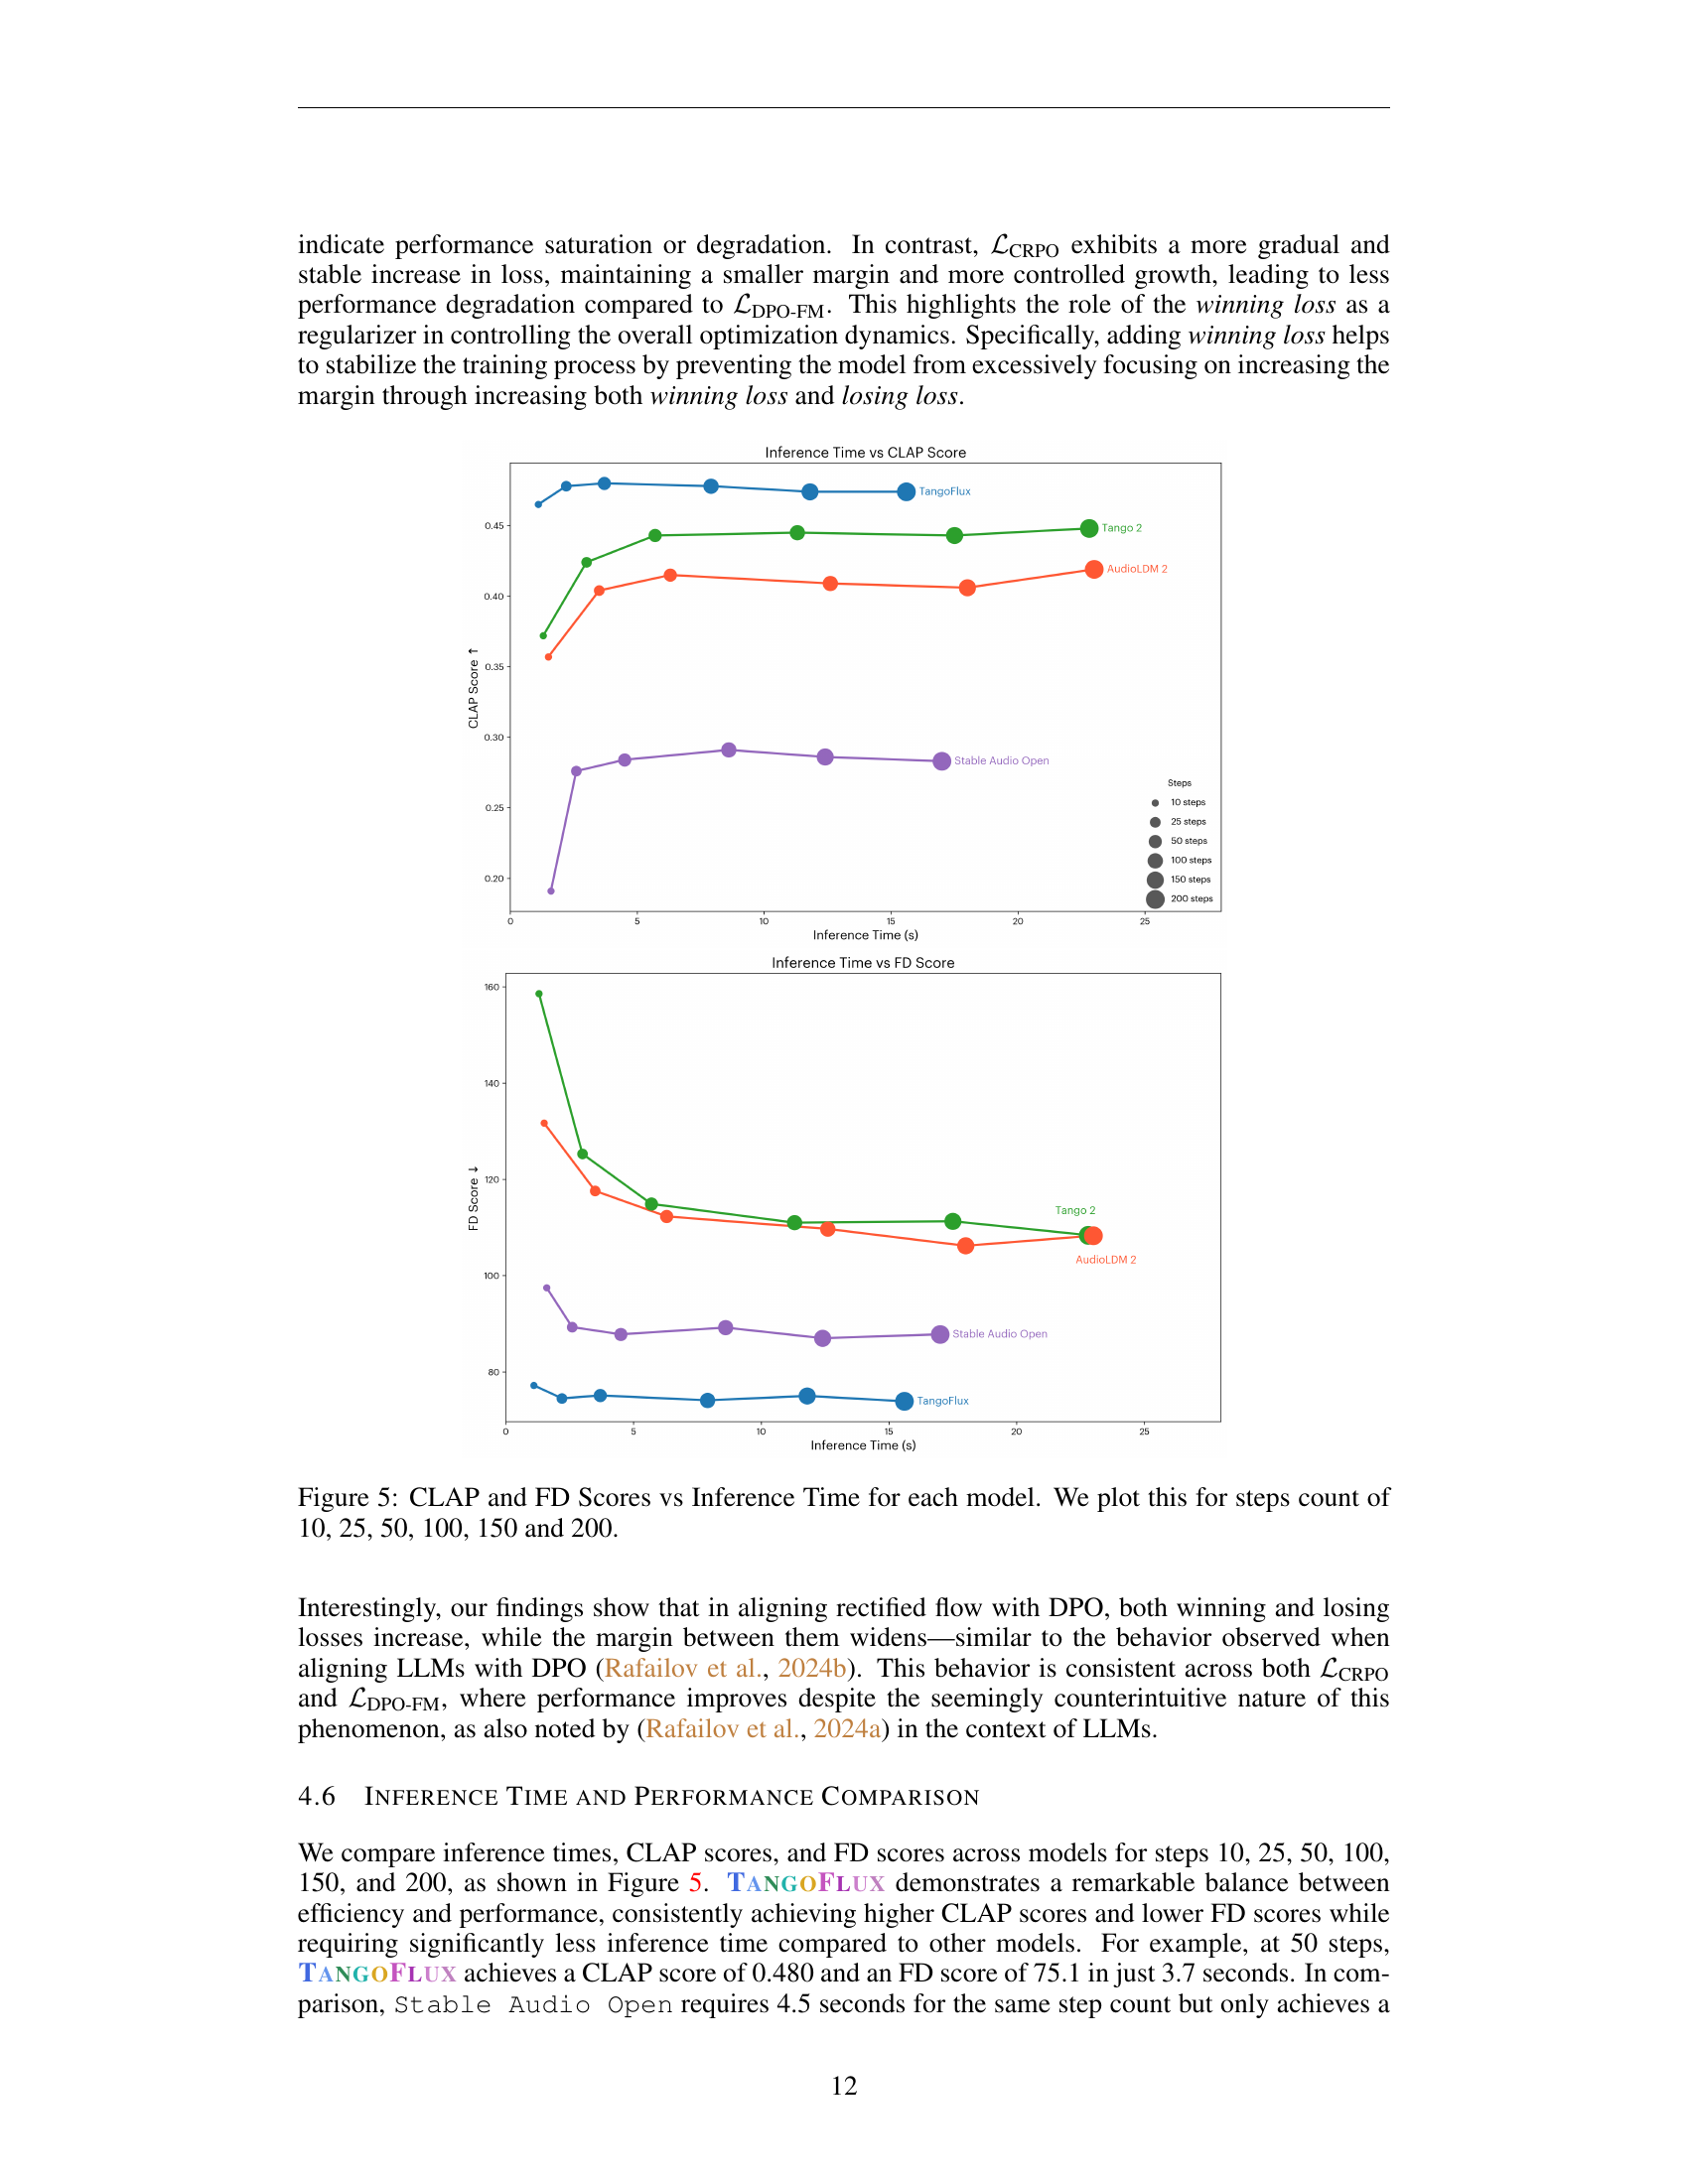 indicate performance saturation or degradation. In contrast, ℒCRPO exhibits a more gradual and
stable increase in loss, maintaining a smaller margin and more controlled growth, leading to less
performance degradation compared to ℒDPO-FM. This highlights the role of the winning loss as a
regularizer in controlling the overall optimization dynamics. Specifically, adding winning loss helps
to stabilize the training process by preventing the model from excessively focusing on increasing the
margin through increasing both winning loss and losing loss.
Inference Time vs CLAP Score
CLAP Score ↑
0.45
0.40
0.35
0.30
0.25
0.20
TangoFlux
Tango 2
AudioLDM 2
Stable Audio Open
Steps
10 steps
25 steps
50 steps
100 steps
150 steps
200 steps
0 5 10 15 20 25
Inference Time (s)
Inference Time vs FD Score
FD Score ↓
160
140
120
100
80
Tango 2
AudioLDM 2
Stable Audio Open
TangoFlux
0 5 10 15 20 25
Inference Time (s)
Figure 5: CLAP and FD Scores vs Inference Time for each model. We plot this for steps count of
10, 25, 50, 100, 150 and 200.
Interestingly, our findings show that in aligning rectified flow with DPO, both winning and losing
losses increase, while the margin between them widens—similar to the behavior observed when
aligning LLMs with DPO (Rafailov et al., 2024b). This behavior is consistent across both ℒCRPO
and ℒDPO-FM, where performance improves despite the seemingly counterintuitive nature of this
phenomenon, as also noted by (Rafailov et al., 2024a) in the context of LLMs.
4.6 INFERENCE TIME AND PERFORMANCE COMPARISON
We compare inference times, CLAP scores, and FD scores across models for steps 10, 25, 50, 100,
150, and 200, as shown in Figure 5. TANGOFLUX demonstrates a remarkable balance between
efficiency and performance, consistently achieving higher CLAP scores and lower FD scores while
requiring significantly less inference time compared to other models. For example, at 50 steps,
TANGOFLUX achieves a CLAP score of 0.480 and an FD score of 75.1 in just 3.7 seconds. In com-
parison, Stable Audio Open requires 4.5 seconds for the same step count but only achieves a
12